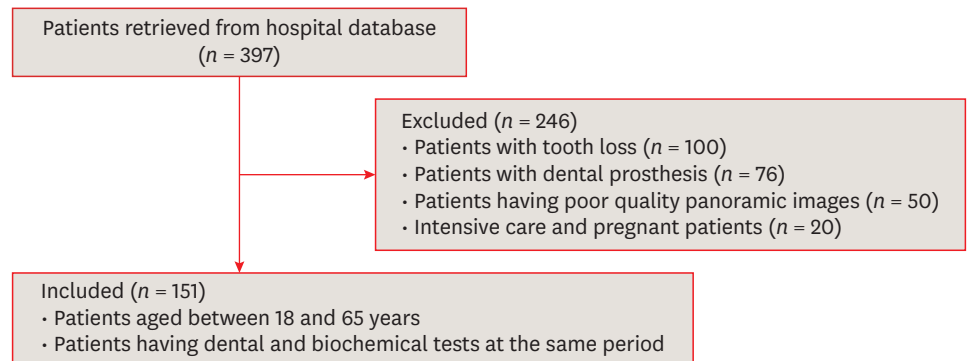 Patients retrieved from hospital database
(n = 397)
Excluded (n = 246)
· Patients with tooth loss (n = 100)
· Patients with dental prosthesis (n = 76)
· Patients having poor quality panoramic images (n = 50)
· Intensive care and pregnant patients (n = 20)
Included (n = 151)
· Patients aged between 18 and 65 years
· Patients having dental and biochemical tests at the same period